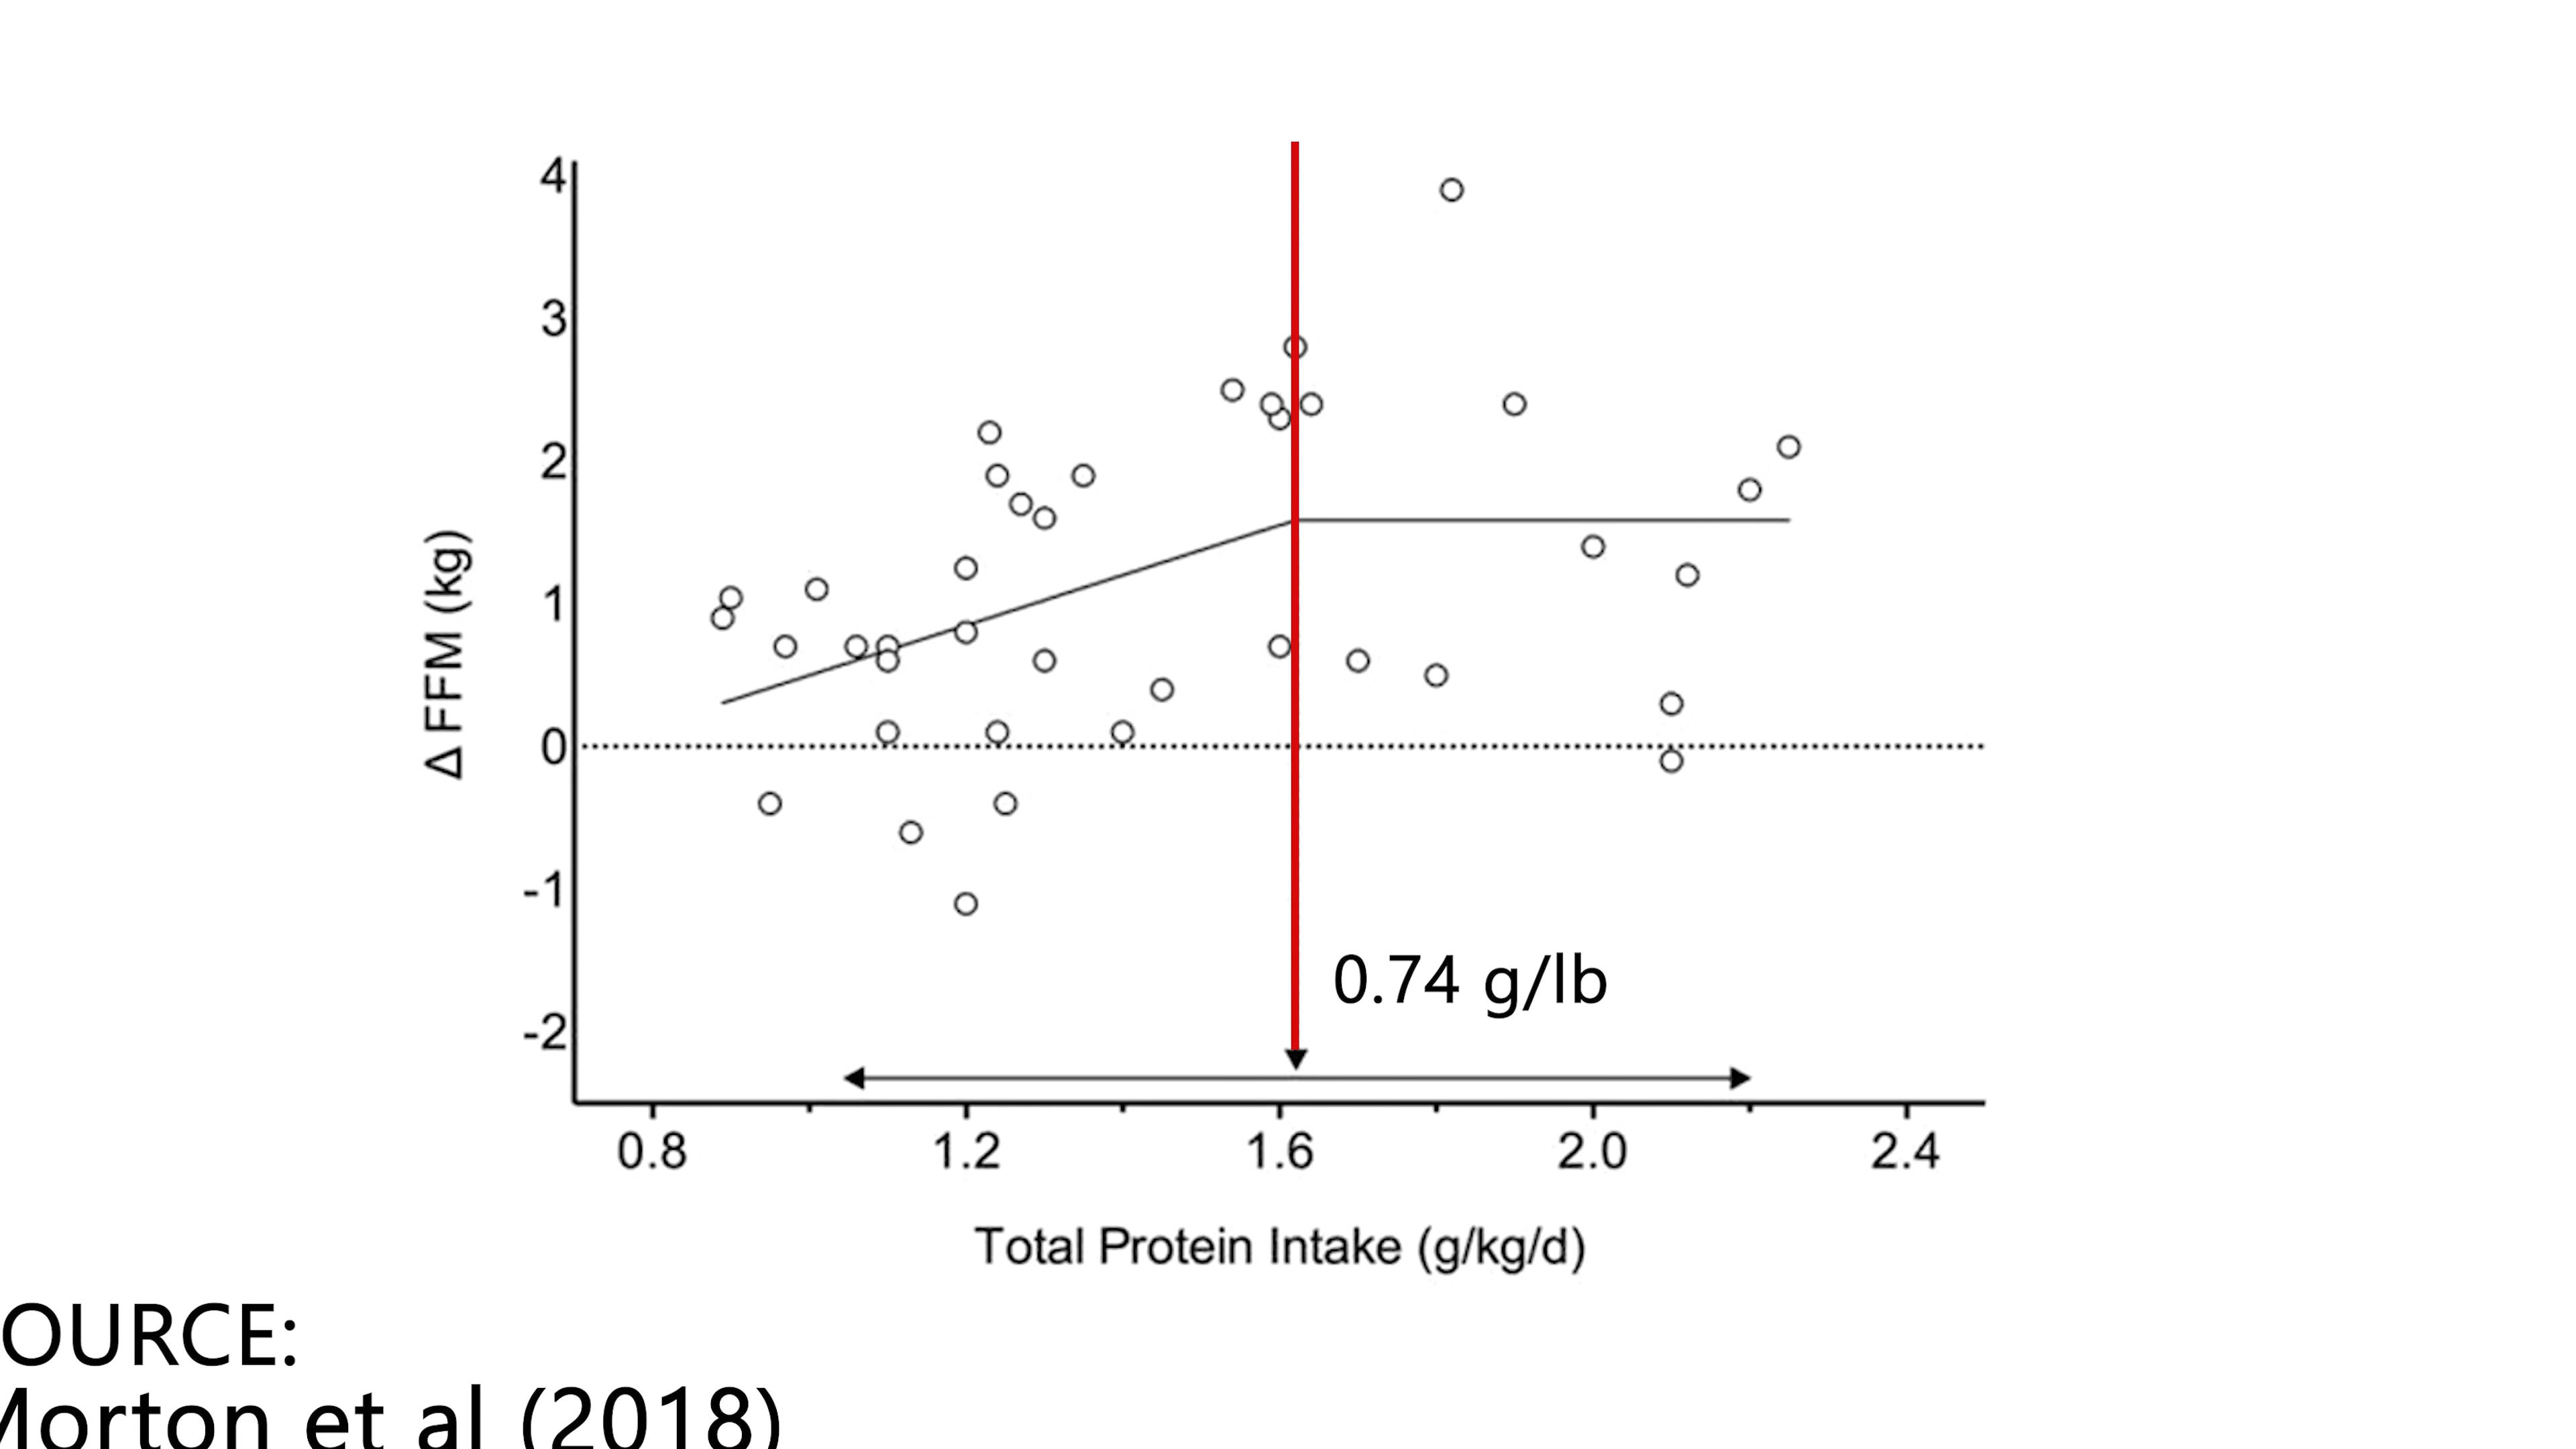 4
3
2
1
0
-1
-2
Δ FFM (kg)
0.74 g/lb
0.8 1.2 1.6 2.0 2.4
Total Protein Intake (g/kg/d)
OURCE:
Morton et al (2018)